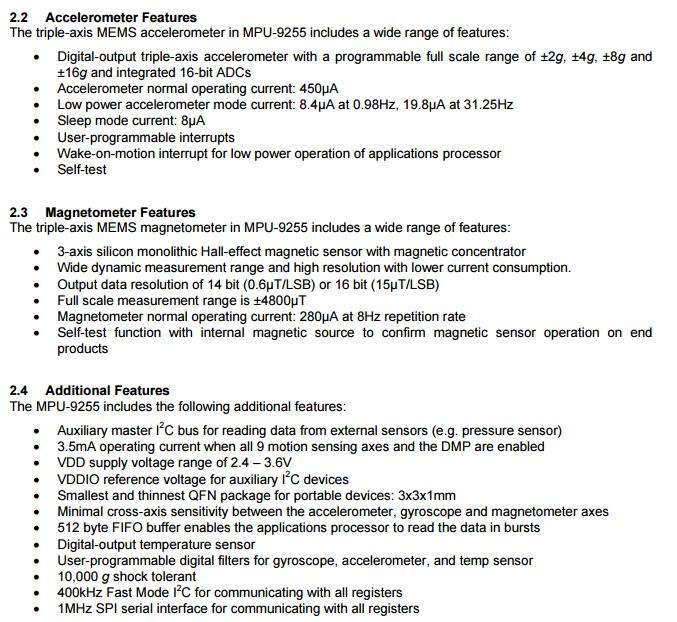 2.2 Accelerometer Features
The triple-axis MEMS accelerometer in MPU-9255 includes a wide range of features:
• Digital-output triple-axis accelerometer with a programmable full scale range of ±2g, ±4g, ±8g and
±16g and integrated 16-bit ADCs
• Accelerometer normal operating current: 450µA
• Low power accelerometer mode current: 8.4µA at 0.98Hz, 19.8µA at 31.25Hz
• Sleep mode current: 8µA
• User-programmable interrupts
• Wake-on-motion interrupt for low power operation of applications processor
• Self-test
2.3 Magnetometer Features
The triple-axis MEMS magnetometer in MPU-9255 includes a wide range of features:
• 3-axis silicon monolithic Hall-effect magnetic sensor with magnetic concentrator
• Wide dynamic measurement range and high resolution with lower current consumption.
• Output data resolution of 14 bit (0.6µT/LSB) or 16 bit (15µT/LSB)
• Full scale measurement range is ±4800µT
• Magnetometer normal operating current: 280µA at 8Hz repetition rate
• Self-test function with internal magnetic source to confirm magnetic sensor operation on end
products
2.4 Additional Features
The MPU-9255 includes the following additional features:
• Auxiliary master I²C bus for reading data from external sensors (e.g. pressure sensor)
• 3.5mA operating current when all 9 motion sensing axes and the DMP are enabled
• VDD supply voltage range of 2.4 – 3.6V
• VDDIO reference voltage for auxiliary I²C devices
• Smallest and thinnest QFN package for portable devices: 3x3x1mm
• Minimal cross-axis sensitivity between the accelerometer, gyroscope and magnetometer axes
• 512 byte FIFO buffer enables the applications processor to read the data in bursts
• Digital-output temperature sensor
• User-programmable digital filters for gyroscope, accelerometer, and temp sensor
• 10,000 g shock tolerant
• 400kHz Fast Mode I²C for communicating with all registers
• 1MHz SPI serial interface for communicating with all registers